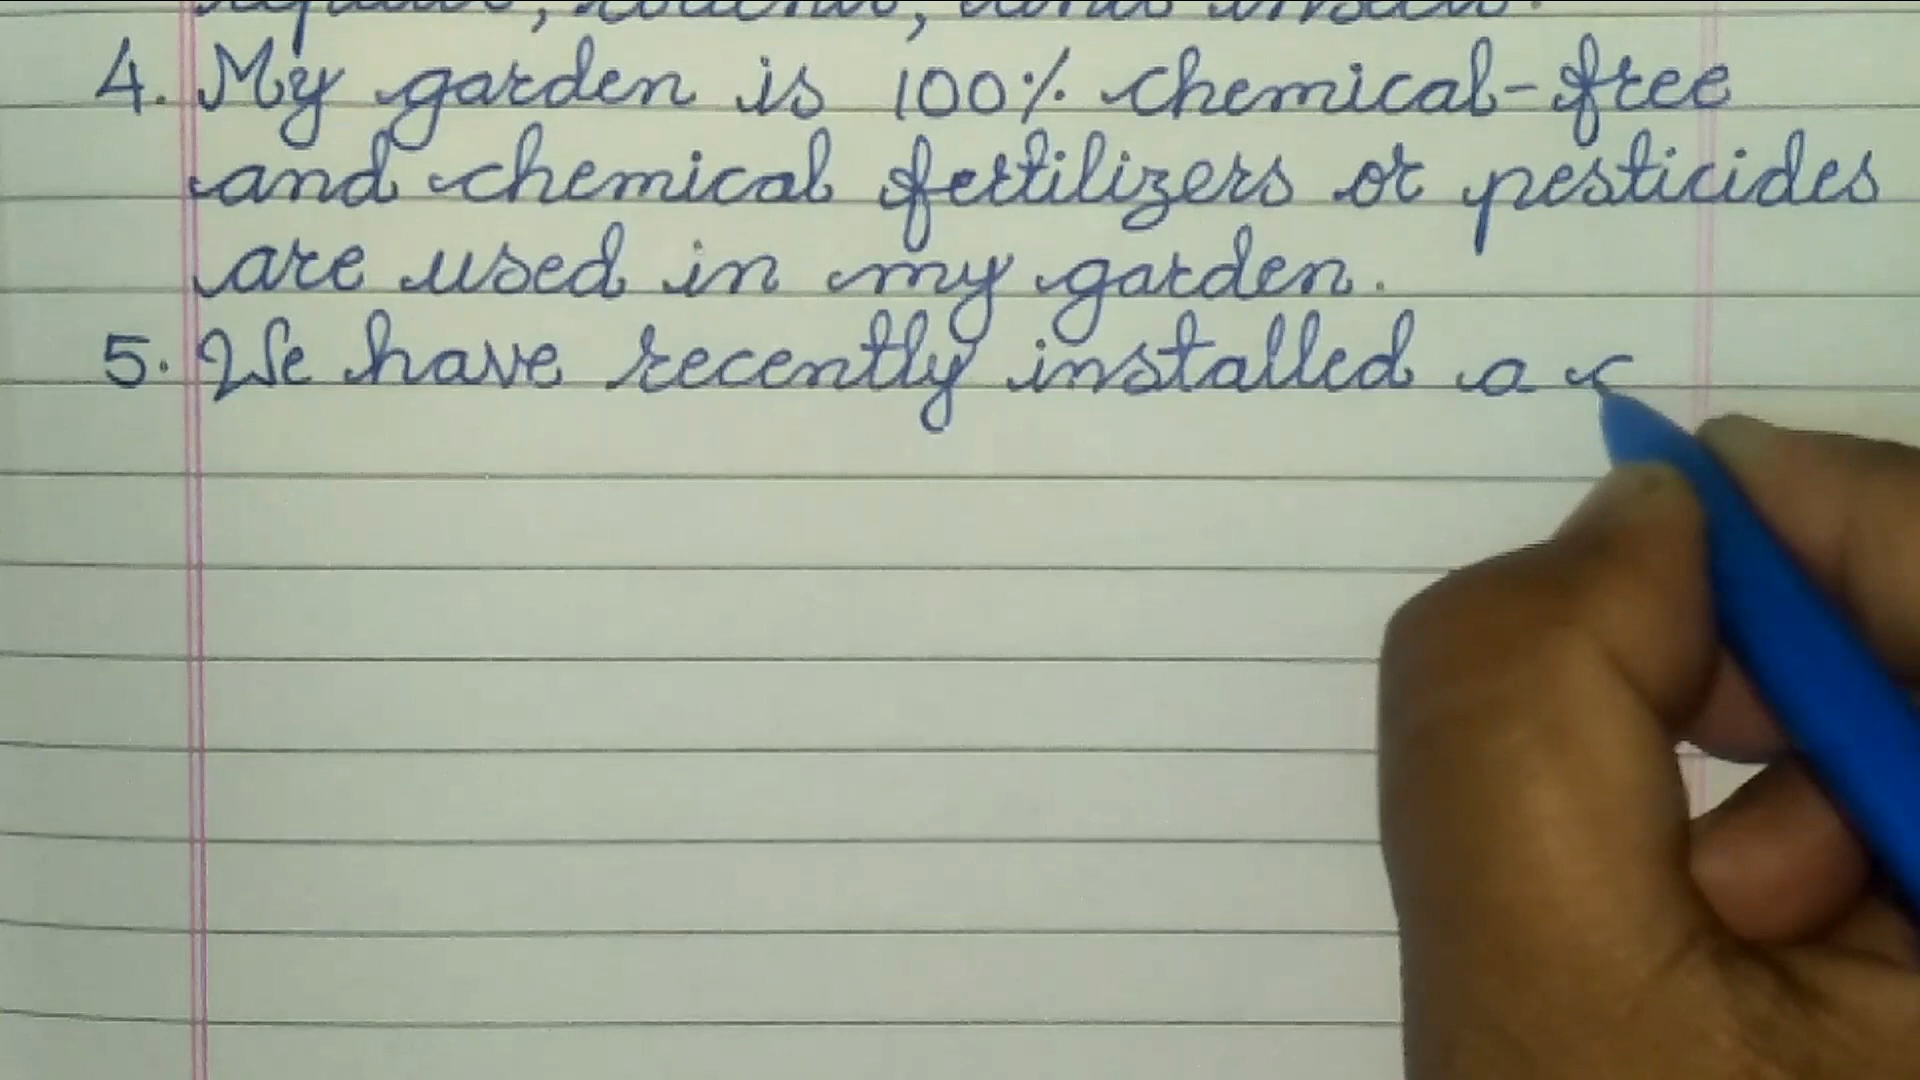 4. My garden is 100% chemical-free
and chemical fertilizers or pesticides
are used in my garden.
5. We have recently installed a